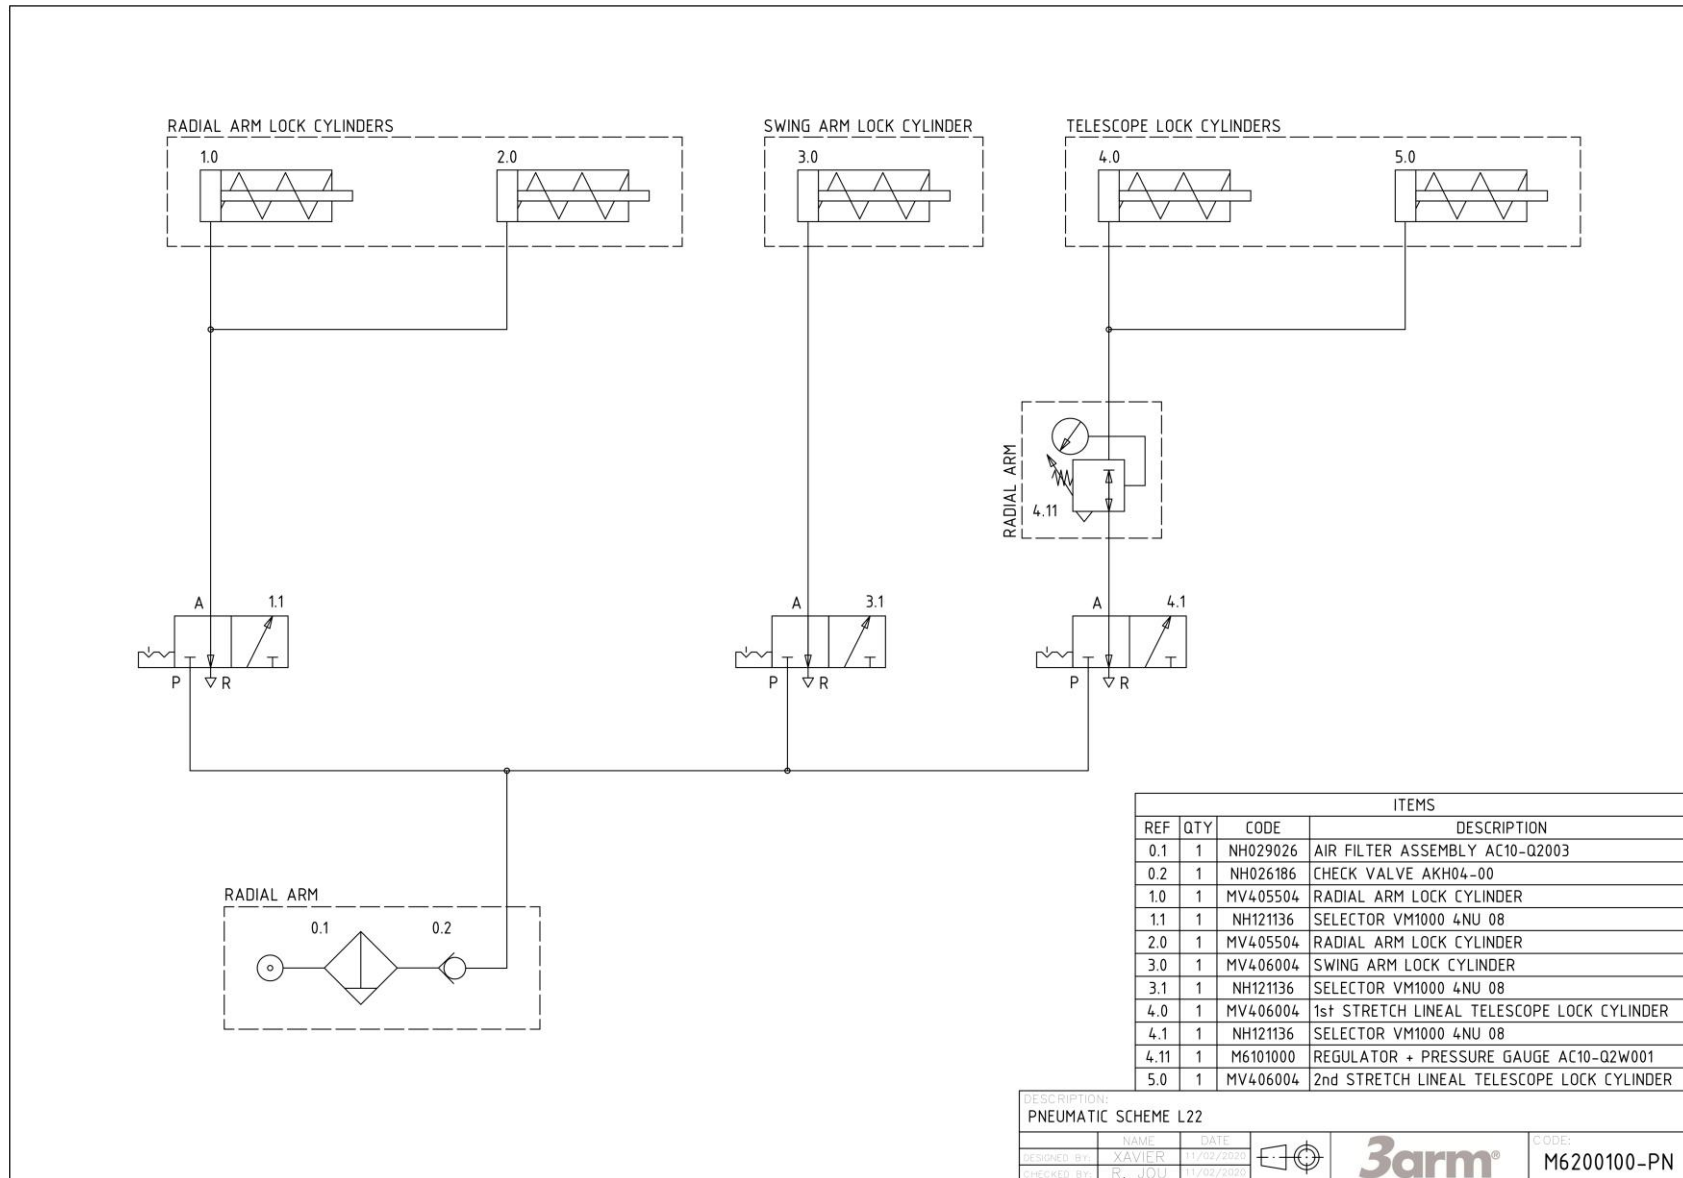 RADIAL ARM LOCK CYLINDERS
1.0
2.0
SWING ARM LOCK CYLINDER
3.0
TELESCOPE LOCK CYLINDERS
4.0
5.0
RADIAL ARM
4.11
A 1.1
P R
A 3.1
P R
A 4.1
P R
RADIAL ARM
0.1 0.2
ITEMS
REF QTY CODE DESCRIPTION
0.1 1 NH029026 AIR FILTER ASSEMBLY AC10-Q2003
0.2 1 NH026186 CHECK VALVE AKH04-00
1.0 1 MV405504 RADIAL ARM LOCK CYLINDER
1.1 1 NH121136 SELECTOR VM1000 4NU 08
2.0 1 MV405504 RADIAL ARM LOCK CYLINDER
3.0 1 MV406004 SWING ARM LOCK CYLINDER
3.1 1 NH121136 SELECTOR VM1000 4NU 08
4.0 1 MV406004 1st STRETCH LINEAL TELESCOPE LOCK CYLINDER
4.1 1 NH121136 SELECTOR VM1000 4NU 08
4.11 1 M6101000 REGULATOR + PRESSURE GAUGE AC10-Q2W001
5.0 1 MV406004 2nd STRETCH LINEAL TELESCOPE LOCK CYLINDER
DESCRIPTION:
PNEUMATIC SCHEME L22
NAME DATE
DESIGNED BY: XAVIER 11/02/2020
CHECKED BY: R. JOU 11/02/2020
3arm®
CODE:
M6200100-PN